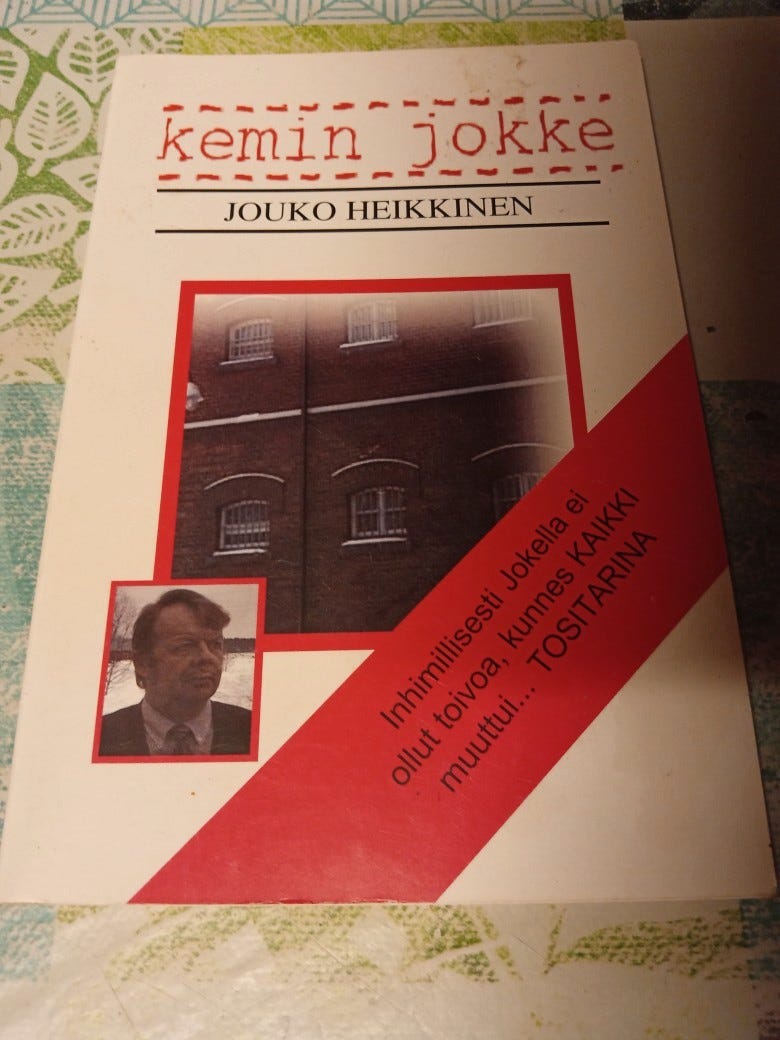 kemin jokke
JOUKO HEIKKINEN
Inhimillisesti Jokella ei
ollut toivoa, kunnes KAIKKI
muuttui... TOSITARINA